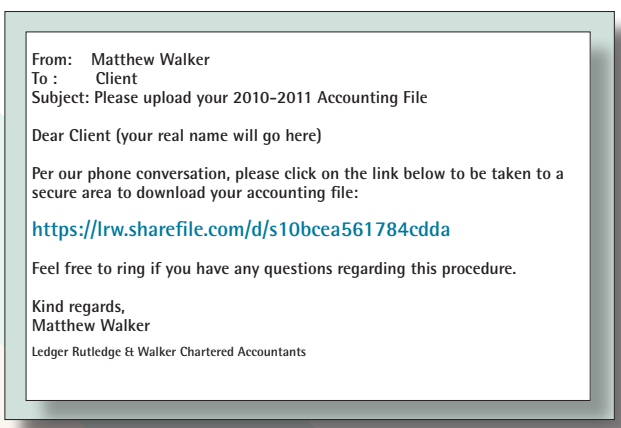 From: Matthew Walker
To : Client
Subject: Please upload your 2010-2011 Accounting File
Dear Client (your real name will go here)
Per our phone conversation, please click on the link below to be taken to a
secure area to download your accounting file:
https://lrw.sharefile.com/d/s10bcea561784cdda
Feel free to ring if you have any questions regarding this procedure.
Kind regards,
Matthew Walker
Ledger Rutledge & Walker Chartered Accountants